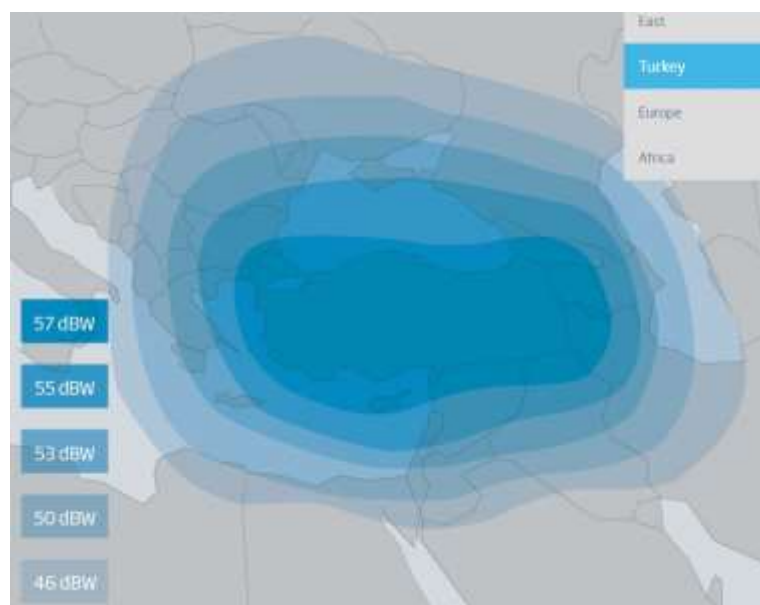 East
Turkey
Europe
Africa
57 dBW
55 dBW
53 dBW
50 dBW
46 dBW